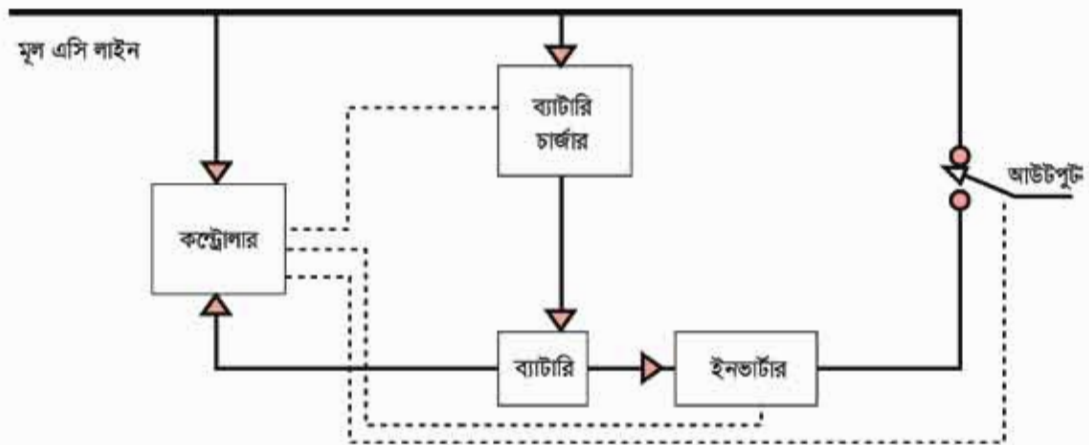 মূল এসি লাইন
ব্যাটারি
চার্জার
আউটপুট
কন্ট্রোলার
ব্যাটারি
ইনভার্টার